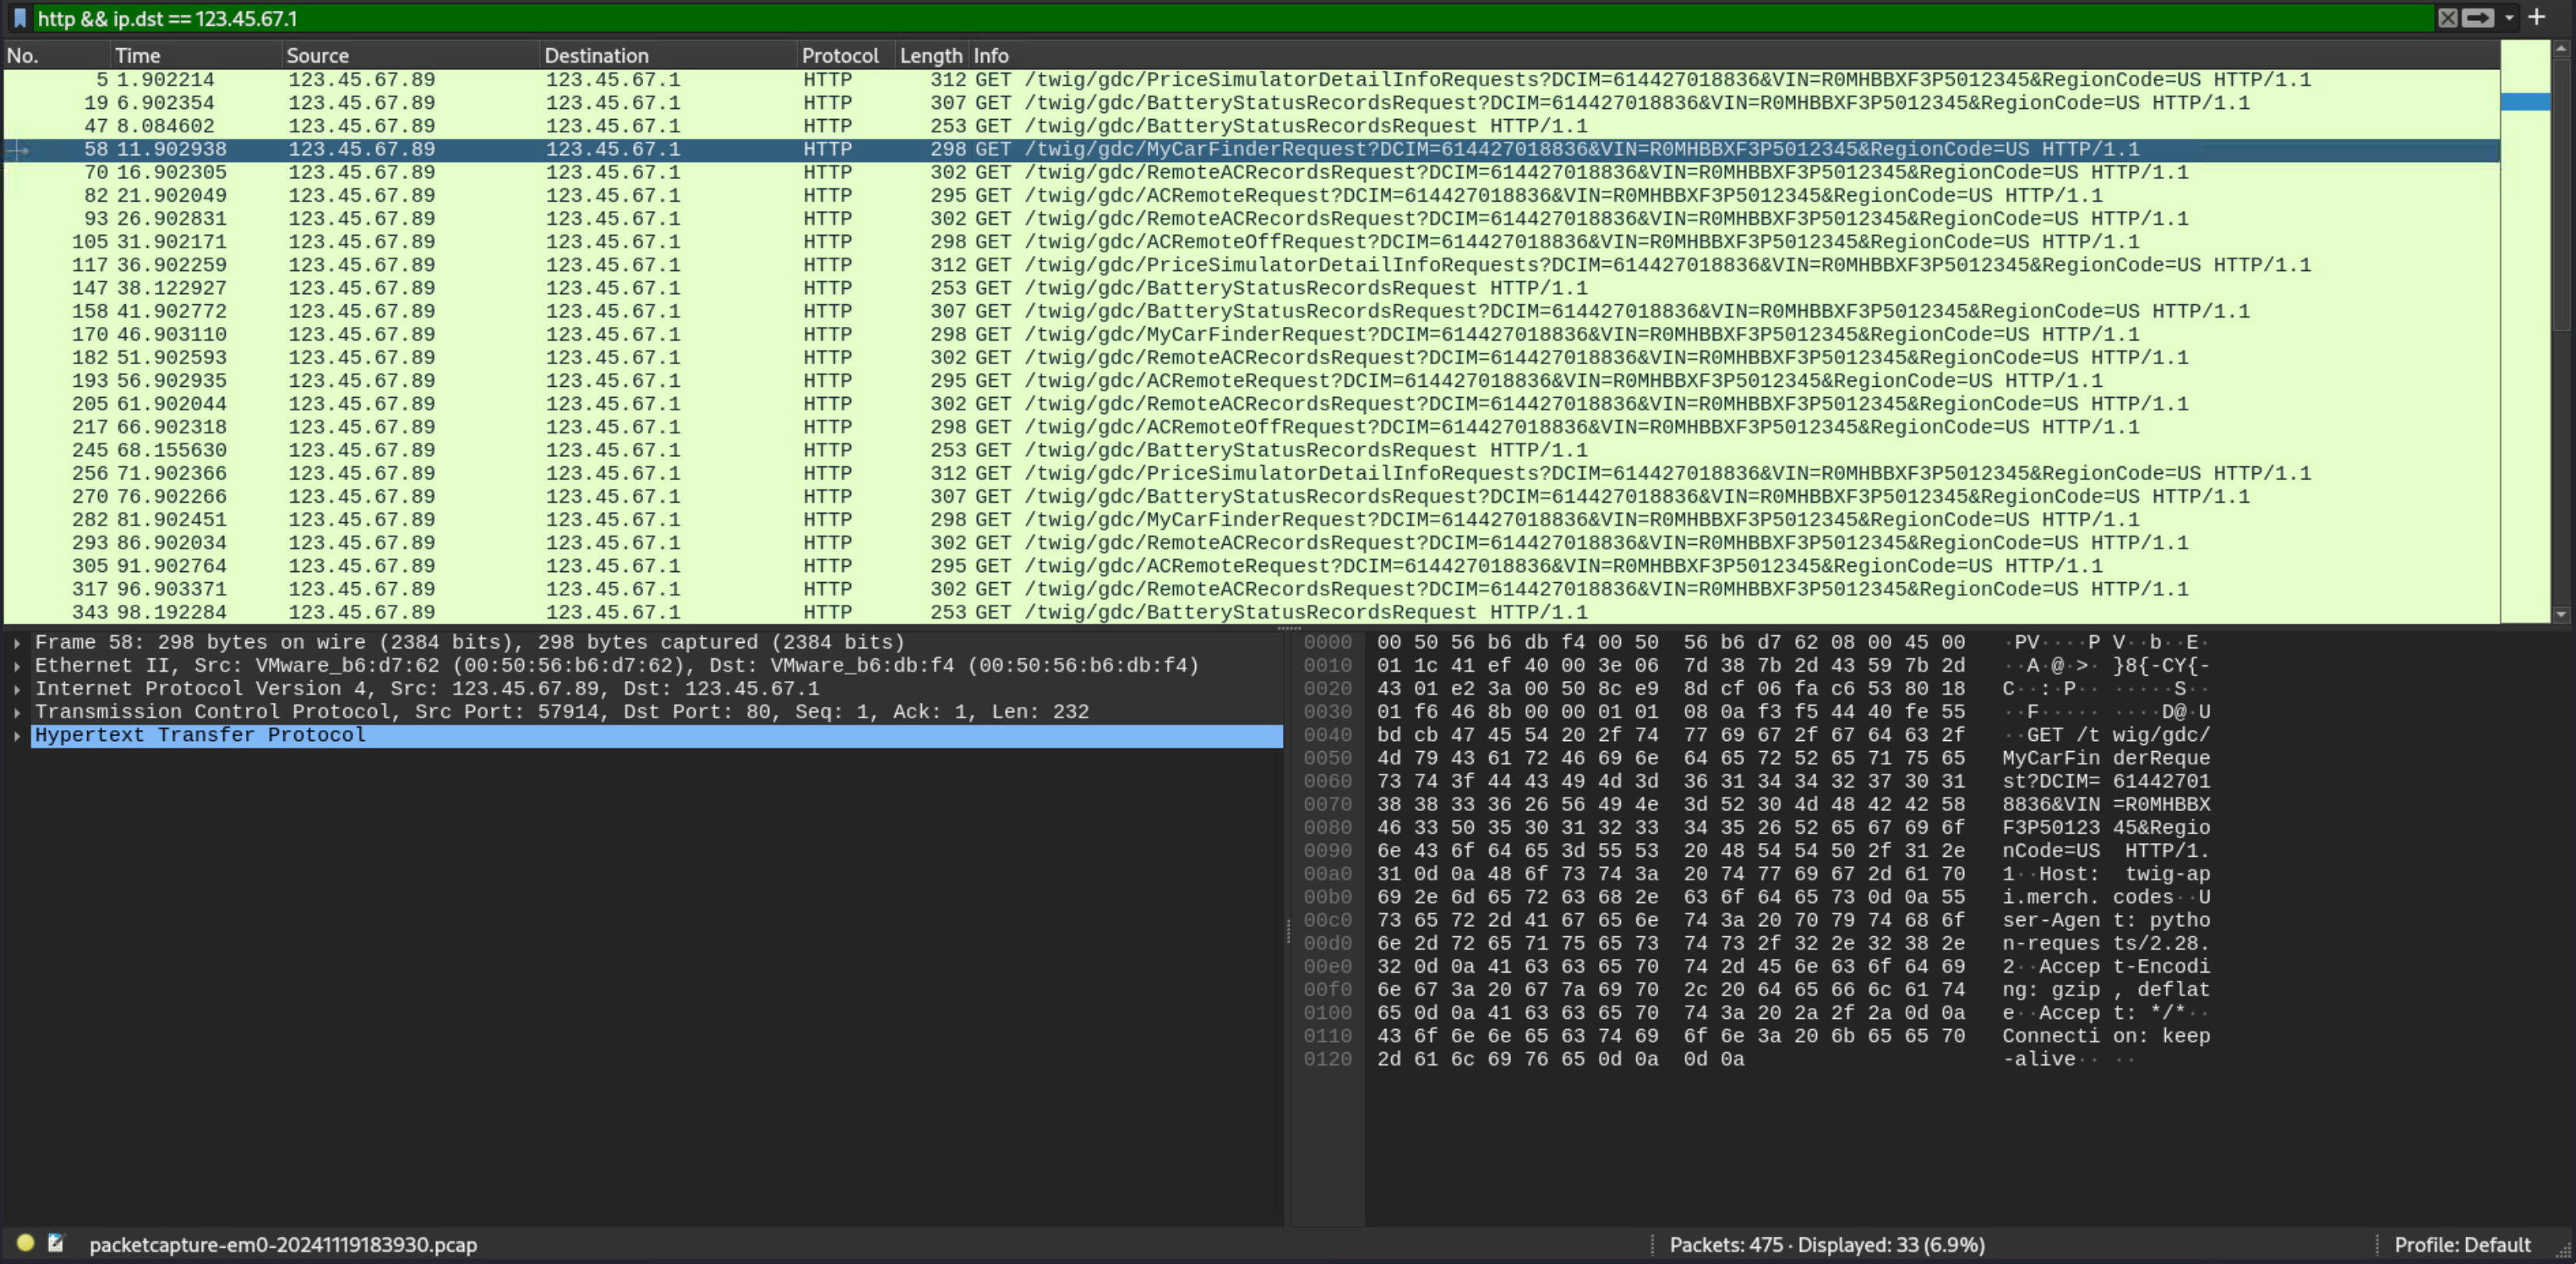 http && ip.dst == 123.45.67.1
No. Time Source Destination Protocol Length Info
5 1.902214 123.45.67.89 123.45.67.1 HTTP 312 GET /twig/gdc/PriceSimulatorDetailInfoRequests?DCIM=614427018836&VIN=R0MHBBXF3P5012345&RegionCode=US HTTP/1.1
19 6.902354 123.45.67.89 123.45.67.1 HTTP 307 GET /twig/gdc/BatteryStatusRecordsRequest?DCIM=614427018836&VIN=R0MHBBXF3P5012345&RegionCode=US HTTP/1.1
47 8.084602 123.45.67.89 123.45.67.1 HTTP 253 GET /twig/gdc/BatteryStatusRecordsRequest HTTP/1.1
58 11.902938 123.45.67.89 123.45.67.1 HTTP 298 GET /twig/gdc/MyCarFinderRequest?DCIM=614427018836&VIN=R0MHBBXF3P5012345&RegionCode=US HTTP/1.1
70 16.902305 123.45.67.89 123.45.67.1 HTTP 302 GET /twig/gdc/RemoteACRecordsRequest?DCIM=614427018836&VIN=R0MHBBXF3P5012345&RegionCode=US HTTP/1.1
82 21.902049 123.45.67.89 123.45.67.1 HTTP 295 GET /twig/gdc/ACRemoteRequest?DCIM=614427018836&VIN=R0MHBBXF3P5012345&RegionCode=US HTTP/1.1
93 26.902831 123.45.67.89 123.45.67.1 HTTP 302 GET /twig/gdc/RemoteACRecordsRequest?DCIM=614427018836&VIN=R0MHBBXF3P5012345&RegionCode=US HTTP/1.1
105 31.902171 123.45.67.89 123.45.67.1 HTTP 298 GET /twig/gdc/ACRemoteOffRequest?DCIM=614427018836&VIN=R0MHBBXF3P5012345&RegionCode=US HTTP/1.1
117 36.902259 123.45.67.89 123.45.67.1 HTTP 312 GET /twig/gdc/PriceSimulatorDetailInfoRequests?DCIM=614427018836&VIN=R0MHBBXF3P5012345&RegionCode=US HTTP/1.1
147 38.122927 123.45.67.89 123.45.67.1 HTTP 253 GET /twig/gdc/BatteryStatusRecordsRequest HTTP/1.1
158 41.902772 123.45.67.89 123.45.67.1 HTTP 307 GET /twig/gdc/BatteryStatusRecordsRequest?DCIM=614427018836&VIN=R0MHBBXF3P5012345&RegionCode=US HTTP/1.1
170 46.903110 123.45.67.89 123.45.67.1 HTTP 298 GET /twig/gdc/MyCarFinderRequest?DCIM=614427018836&VIN=R0MHBBXF3P5012345&RegionCode=US HTTP/1.1
182 51.902593 123.45.67.89 123.45.67.1 HTTP 302 GET /twig/gdc/RemoteACRecordsRequest?DCIM=614427018836&VIN=R0MHBBXF3P5012345&RegionCode=US HTTP/1.1
193 56.902935 123.45.67.89 123.45.67.1 HTTP 295 GET /twig/gdc/ACRemoteRequest?DCIM=614427018836&VIN=R0MHBBXF3P5012345&RegionCode=US HTTP/1.1
205 61.902044 123.45.67.89 123.45.67.1 HTTP 302 GET /twig/gdc/RemoteACRecordsRequest?DCIM=614427018836&VIN=R0MHBBXF3P5012345&RegionCode=US HTTP/1.1
217 66.902318 123.45.67.89 123.45.67.1 HTTP 298 GET /twig/gdc/ACRemoteOffRequest?DCIM=614427018836&VIN=R0MHBBXF3P5012345&RegionCode=US HTTP/1.1
245 68.155630 123.45.67.89 123.45.67.1 HTTP 253 GET /twig/gdc/BatteryStatusRecordsRequest HTTP/1.1
256 71.902366 123.45.67.89 123.45.67.1 HTTP 312 GET /twig/gdc/PriceSimulatorDetailInfoRequests?DCIM=614427018836&VIN=R0MHBBXF3P5012345&RegionCode=US HTTP/1.1
270 76.902266 123.45.67.89 123.45.67.1 HTTP 307 GET /twig/gdc/BatteryStatusRecordsRequest?DCIM=614427018836&VIN=R0MHBBXF3P5012345&RegionCode=US HTTP/1.1
282 81.902451 123.45.67.89 123.45.67.1 HTTP 298 GET /twig/gdc/MyCarFinderRequest?DCIM=614427018836&VIN=R0MHBBXF3P5012345&RegionCode=US HTTP/1.1
293 86.902034 123.45.67.89 123.45.67.1 HTTP 302 GET /twig/gdc/RemoteACRecordsRequest?DCIM=614427018836&VIN=R0MHBBXF3P5012345&RegionCode=US HTTP/1.1
305 91.902764 123.45.67.89 123.45.67.1 HTTP 295 GET /twig/gdc/ACRemoteRequest?DCIM=614427018836&VIN=R0MHBBXF3P5012345&RegionCode=US HTTP/1.1
317 96.903371 123.45.67.89 123.45.67.1 HTTP 302 GET /twig/gdc/RemoteACRecordsRequest?DCIM=614427018836&VIN=R0MHBBXF3P5012345&RegionCode=US HTTP/1.1
343 98.192284 123.45.67.89 123.45.67.1 HTTP 253 GET /twig/gdc/BatteryStatusRecordsRequest HTTP/1.1
Frame 58: 298 bytes on wire (2384 bits), 298 bytes captured (2384 bits)
Ethernet II, Src: VMware_b6:d7:62 (00:50:56:b6:d7:62), Dst: VMware_b6:db:f4 (00:50:56:b6:db:f4)
Internet Protocol Version 4, Src: 123.45.67.89, Dst: 123.45.67.1
Transmission Control Protocol, Src Port: 57914, Dst Port: 80, Seq: 1, Ack: 1, Len: 232
Hypertext Transfer Protocol
0000 00 50 56 b6 db f4 00 50 56 b6 d7 62 08 00 45 00 ·PV····P V··b··E·
0010 01 1c 41 ef 40 00 3e 06 7d 38 7b 2d 43 59 7b 2d ··A·@·>· }8{-CY{-
0020 43 01 e2 3a 00 50 8c e9 8d cf 06 fa c6 53 80 18 C··:·P·· ·····S··
0030 01 f6 46 8b 00 00 01 01 08 0a f3 f5 44 40 fe 55 ··F····· ····D@·U
0040 bd cb 47 45 54 20 2f 74 77 69 67 2f 67 64 63 2f ··GET /t wig/gdc/
0050 4d 79 43 61 72 46 69 6e 64 65 72 52 65 71 75 65 MyCarFin derReque
0060 73 74 3f 44 43 49 4d 3d 36 31 34 34 32 37 30 31 st?DCIM= 61442701
0070 38 38 33 36 26 56 49 4e 3d 52 30 4d 48 42 42 58 8836&VIN =R0MHBBX
0080 46 33 50 35 30 31 32 33 34 35 26 52 65 67 69 6f F3P50123 45&Regio
0090 6e 43 6f 64 65 3d 55 53 20 48 54 54 50 2f 31 2e nCode=US HTTP/1.
00a0 31 0d 0a 48 6f 73 74 3a 20 74 77 69 67 2d 61 70 1··Host: twig-ap
00b0 69 2e 6d 65 72 63 68 2e 63 6f 64 65 73 0d 0a 55 i.merch. codes··U
00c0 73 65 72 2d 41 67 65 6e 74 3a 20 70 79 74 68 6f ser-Agen t: pytho
00d0 6e 2d 72 65 71 75 65 73 74 73 2f 32 2e 32 38 2e n-reques ts/2.28.
00e0 32 0d 0a 41 63 63 65 70 74 2d 45 6e 63 6f 64 69 2··Accep t-Encodi
00f0 6e 67 3a 20 67 7a 69 70 2c 20 64 65 66 6c 61 74 ng: gzip , deflat
0100 65 0d 0a 41 63 63 65 70 74 3a 20 2a 2f 2a 0d 0a e··Accep t: */*··
0110 43 6f 6e 6e 65 63 74 69 6f 6e 3a 20 6b 65 65 70 Connecti on: keep
0120 2d 61 6c 69 76 65 0d 0a 0d 0a -alive·· ··
packetcapture-em0-20241119183930.pcap Packets: 475 · Displayed: 33 (6.9%) Profile: Default